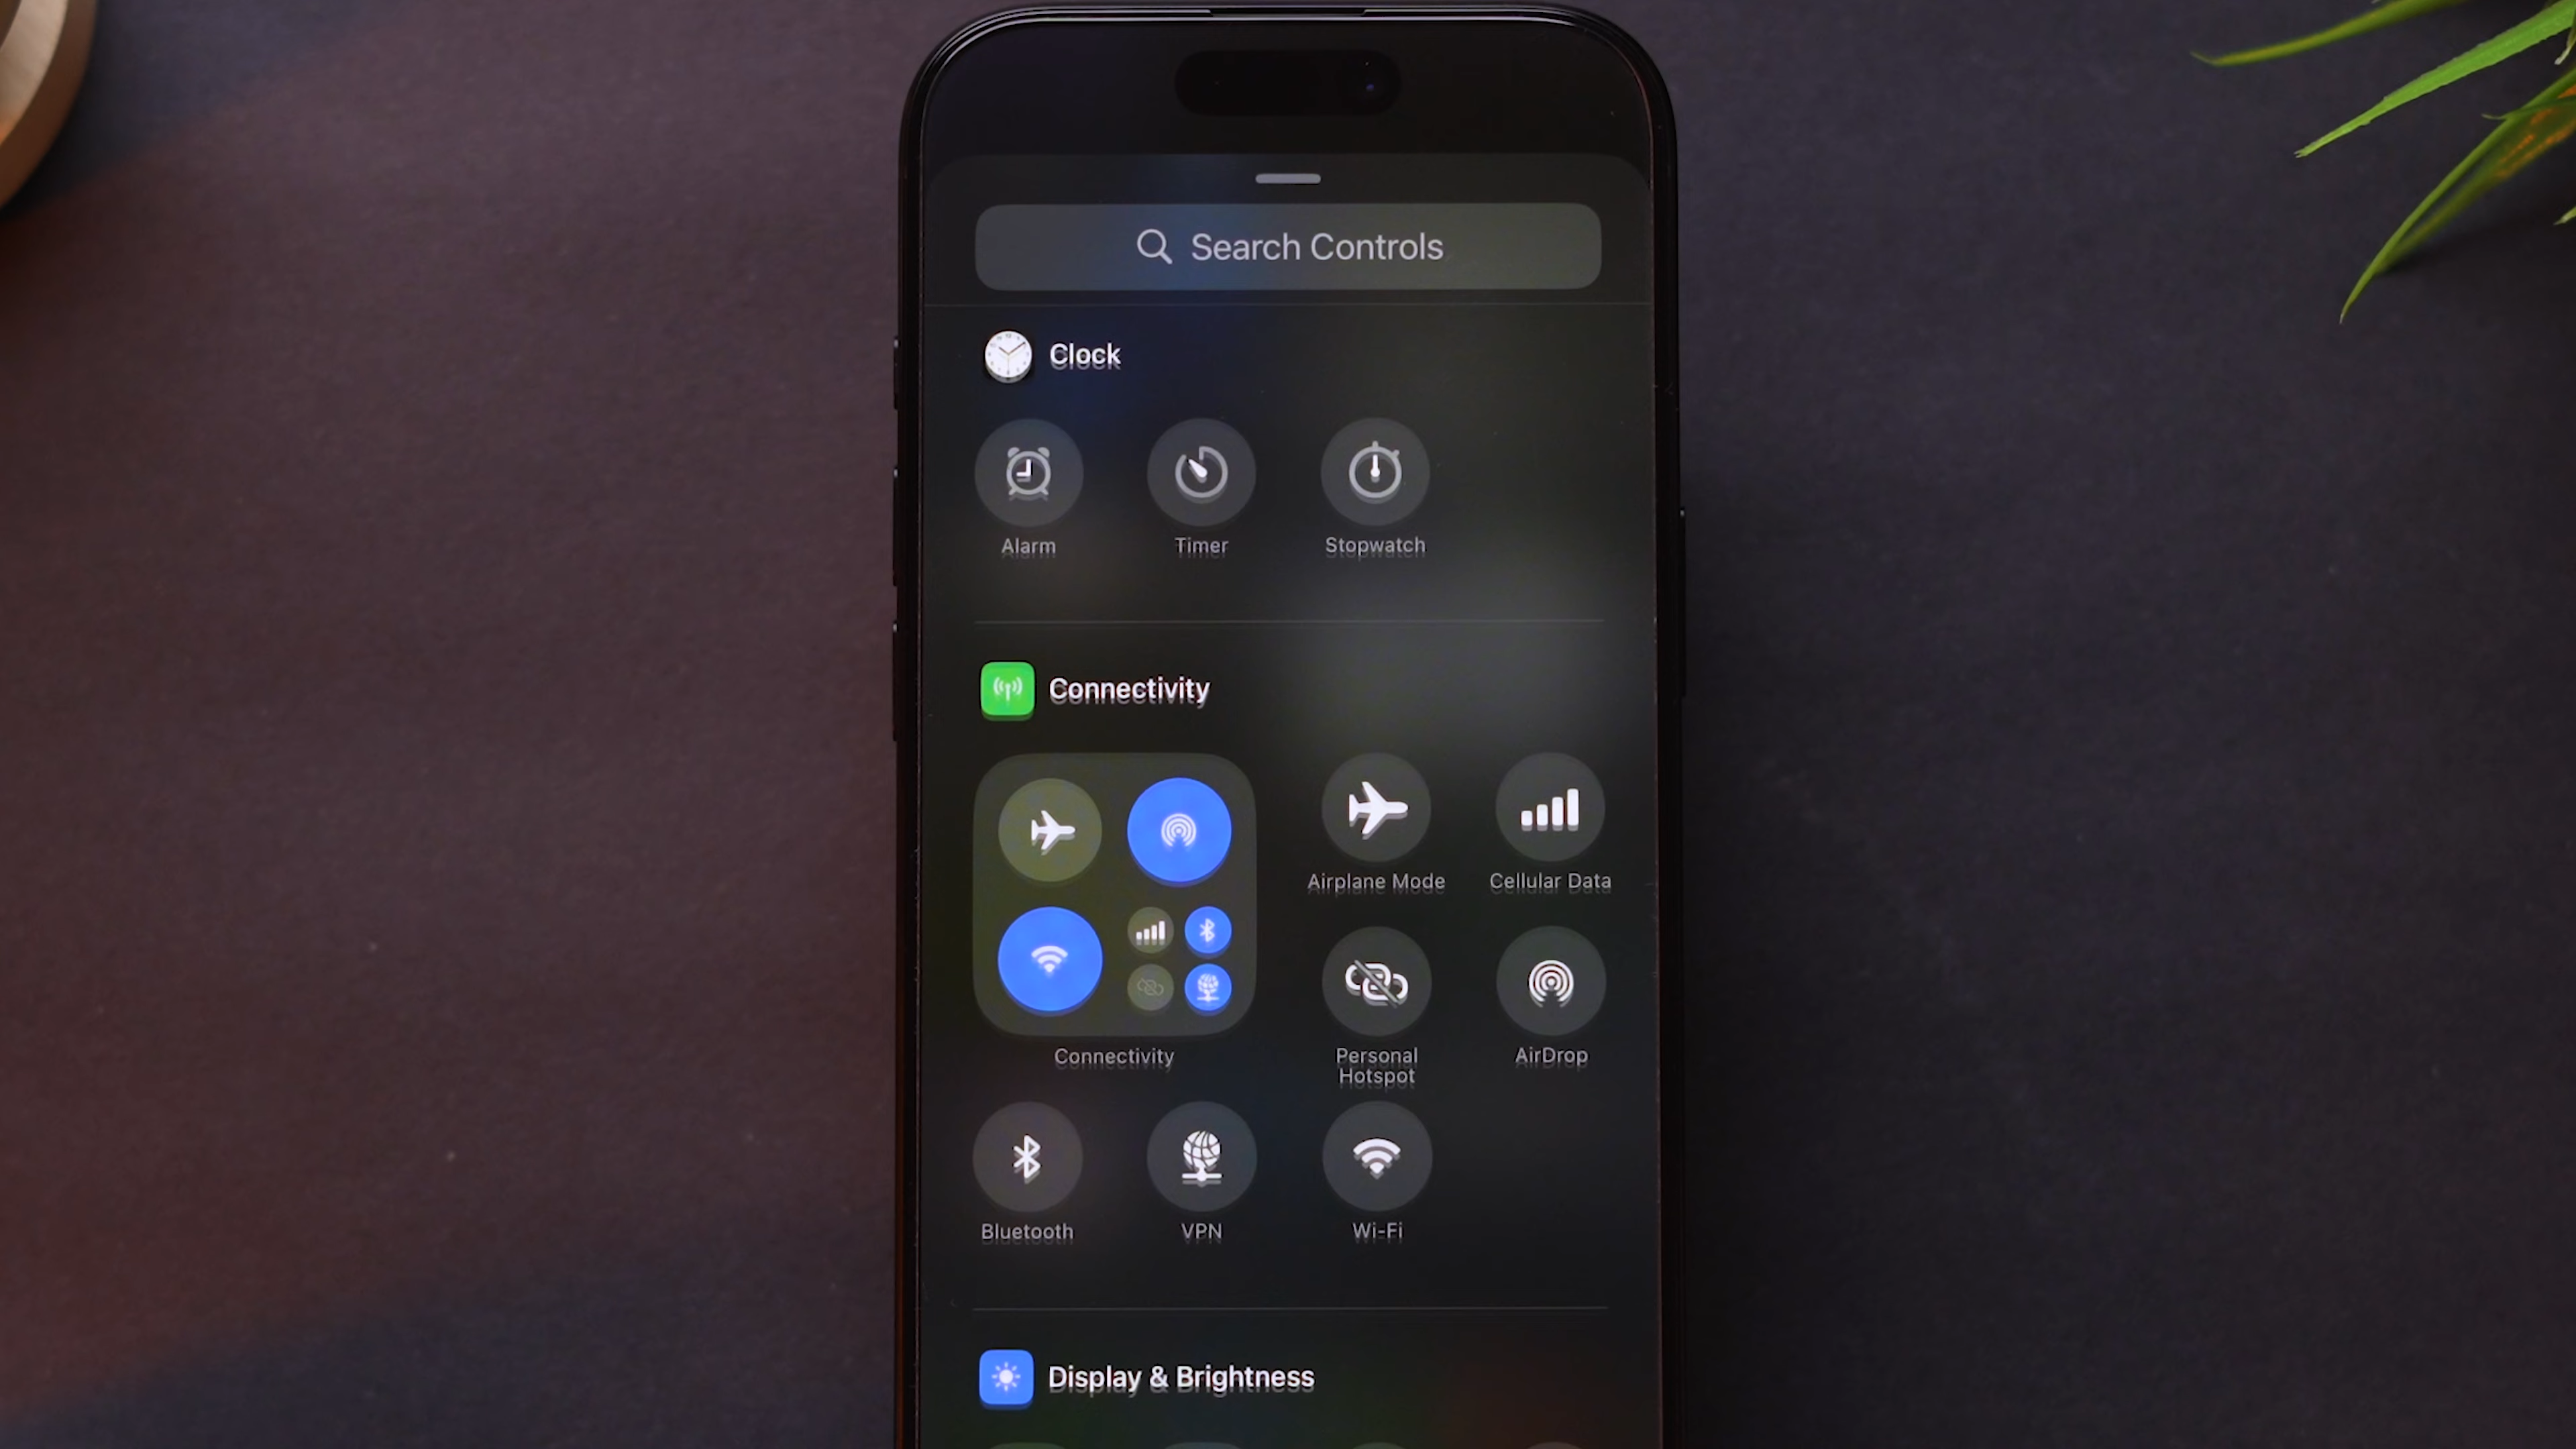 Search Controls
Clock
Alarm
Timer
Stopwatch
Connectivity
Airplane Mode
Cellular Data
Connectivity
Personal
Hotspot
AirDrop
Bluetooth
VPN
Wi-Fi
Display & Brightness